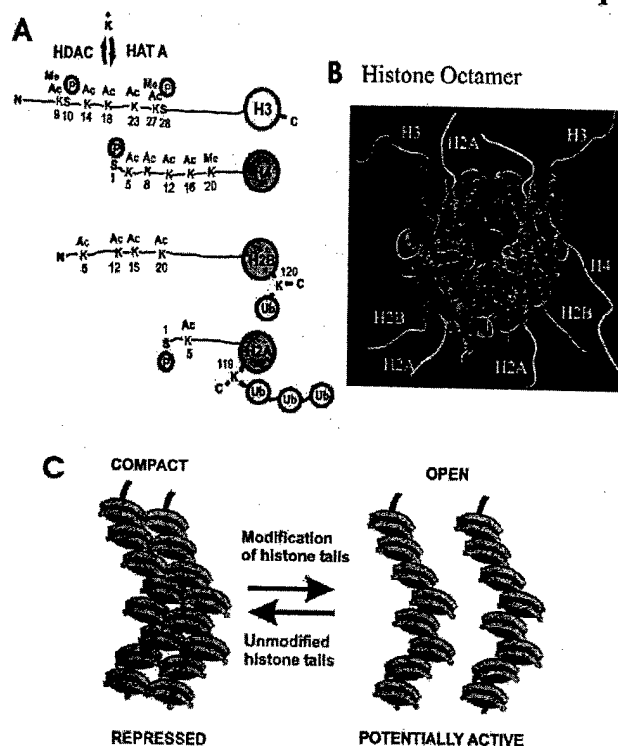 A
K
HDAC HAT A
Me P Me P
Ac Ac Ac Ac Ac
N KS K K K KS H3 C
9 10 14 18 23 27 28
P
Ac Ac Ac Ac Me
S K K K K K
1 5 8 12 16 20
Ac Ac Ac Ac
N K K K K H2B
5 12 15 20
120
K C
Ub
1 Ac
S K H2A
P 5
119
C K
Ub Ub Ub
B Histone Octamer
H3 H2A H3
H4
H2B H2B
H2A H2A
C
COMPACT OPEN
Modification
of histone tails
Unmodified
histone tails
REPRESSED POTENTIALLY ACTIVE